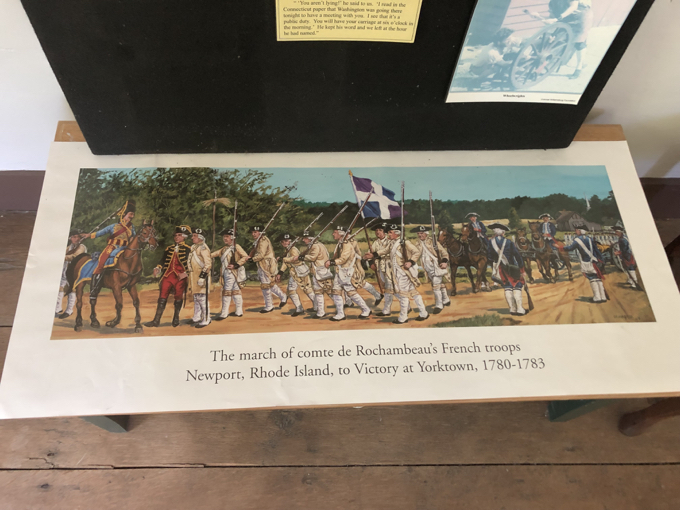 "You aren't lying!" he said to us. "I read in the
Connecticut paper that Washington was going there
tonight to have a meeting with you. I see that it's a
public duty. You will have your carriage at six o'clock in
the morning." He kept his word and we left at the hour
he had named."
The march of comte de Rochambeau's French troops
Newport, Rhode Island, to Victory at Yorktown, 1780-1783